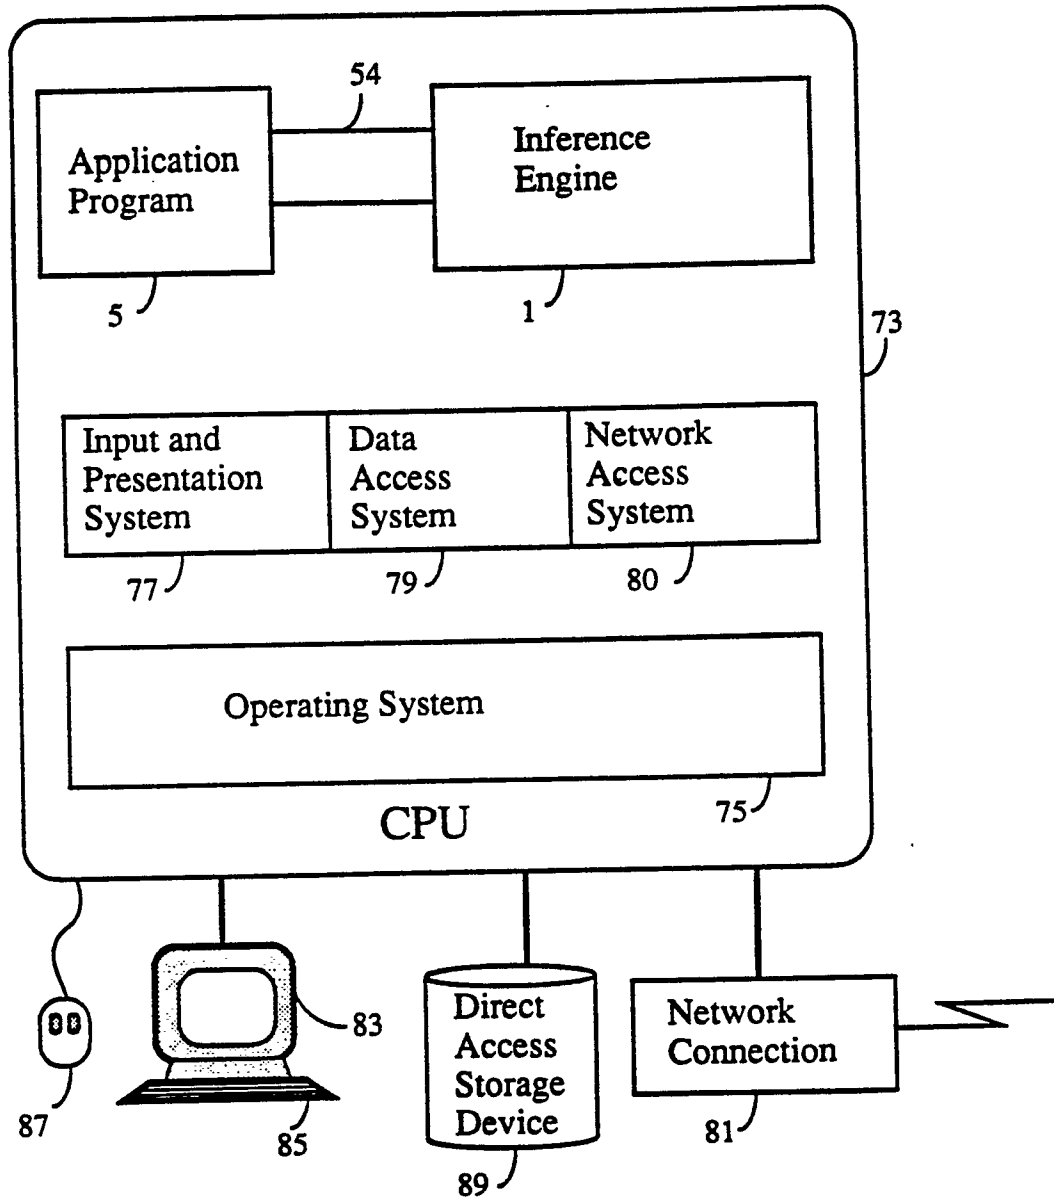 54
Application
Program
Inference
Engine
5
1
73
Input and
Presentation
System
Data
Access
System
Network
Access
System
77
79
80
Operating System
75
CPU
83
87
85
Direct
Access
Storage
Device
89
Network
Connection
81